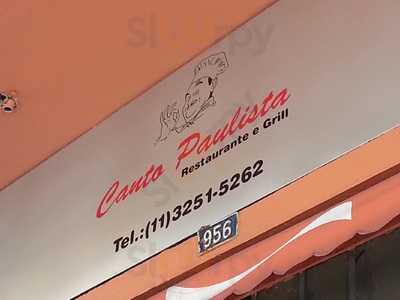 Canto Paulista
Restaurante e Grill
Tel.:(11)3251-5262
956